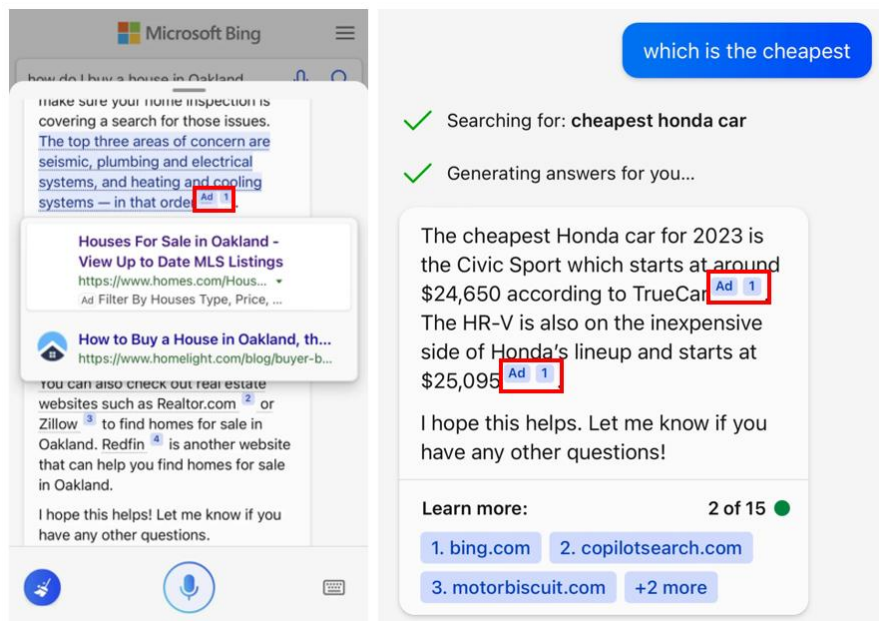 Microsoft Bing
how do I buy a house in Oakland
make sure your home inspection is
covering a search for those issues.
The top three areas of concern are
seismic, plumbing and electrical
systems, and heating and cooling
systems — in that order Ad 1 .
Houses For Sale in Oakland -
View Up to Date MLS Listings
https://www.homes.com/Hous...
Ad Filter By Houses Type, Price, ...
How to Buy a House in Oakland, th...
https://www.homelight.com/blog/buyer-b...
You can also check out real estate
websites such as Realtor.com 2 or
Zillow 3 to find homes for sale in
Oakland. Redfin 4 is another website
that can help you find homes for sale
in Oakland.
I hope this helps! Let me know if you
have any other questions.
which is the cheapest
Searching for: cheapest honda car
Generating answers for you...
The cheapest Honda car for 2023 is
the Civic Sport which starts at around
$24,650 according to TrueCar Ad 1 .
The HR-V is also on the inexpensive
side of Honda's lineup and starts at
$25,095 Ad 1 .
I hope this helps. Let me know if you
have any other questions!
Learn more: 2 of 15
1. bing.com 2. copilotsearch.com
3. motorbiscuit.com +2 more